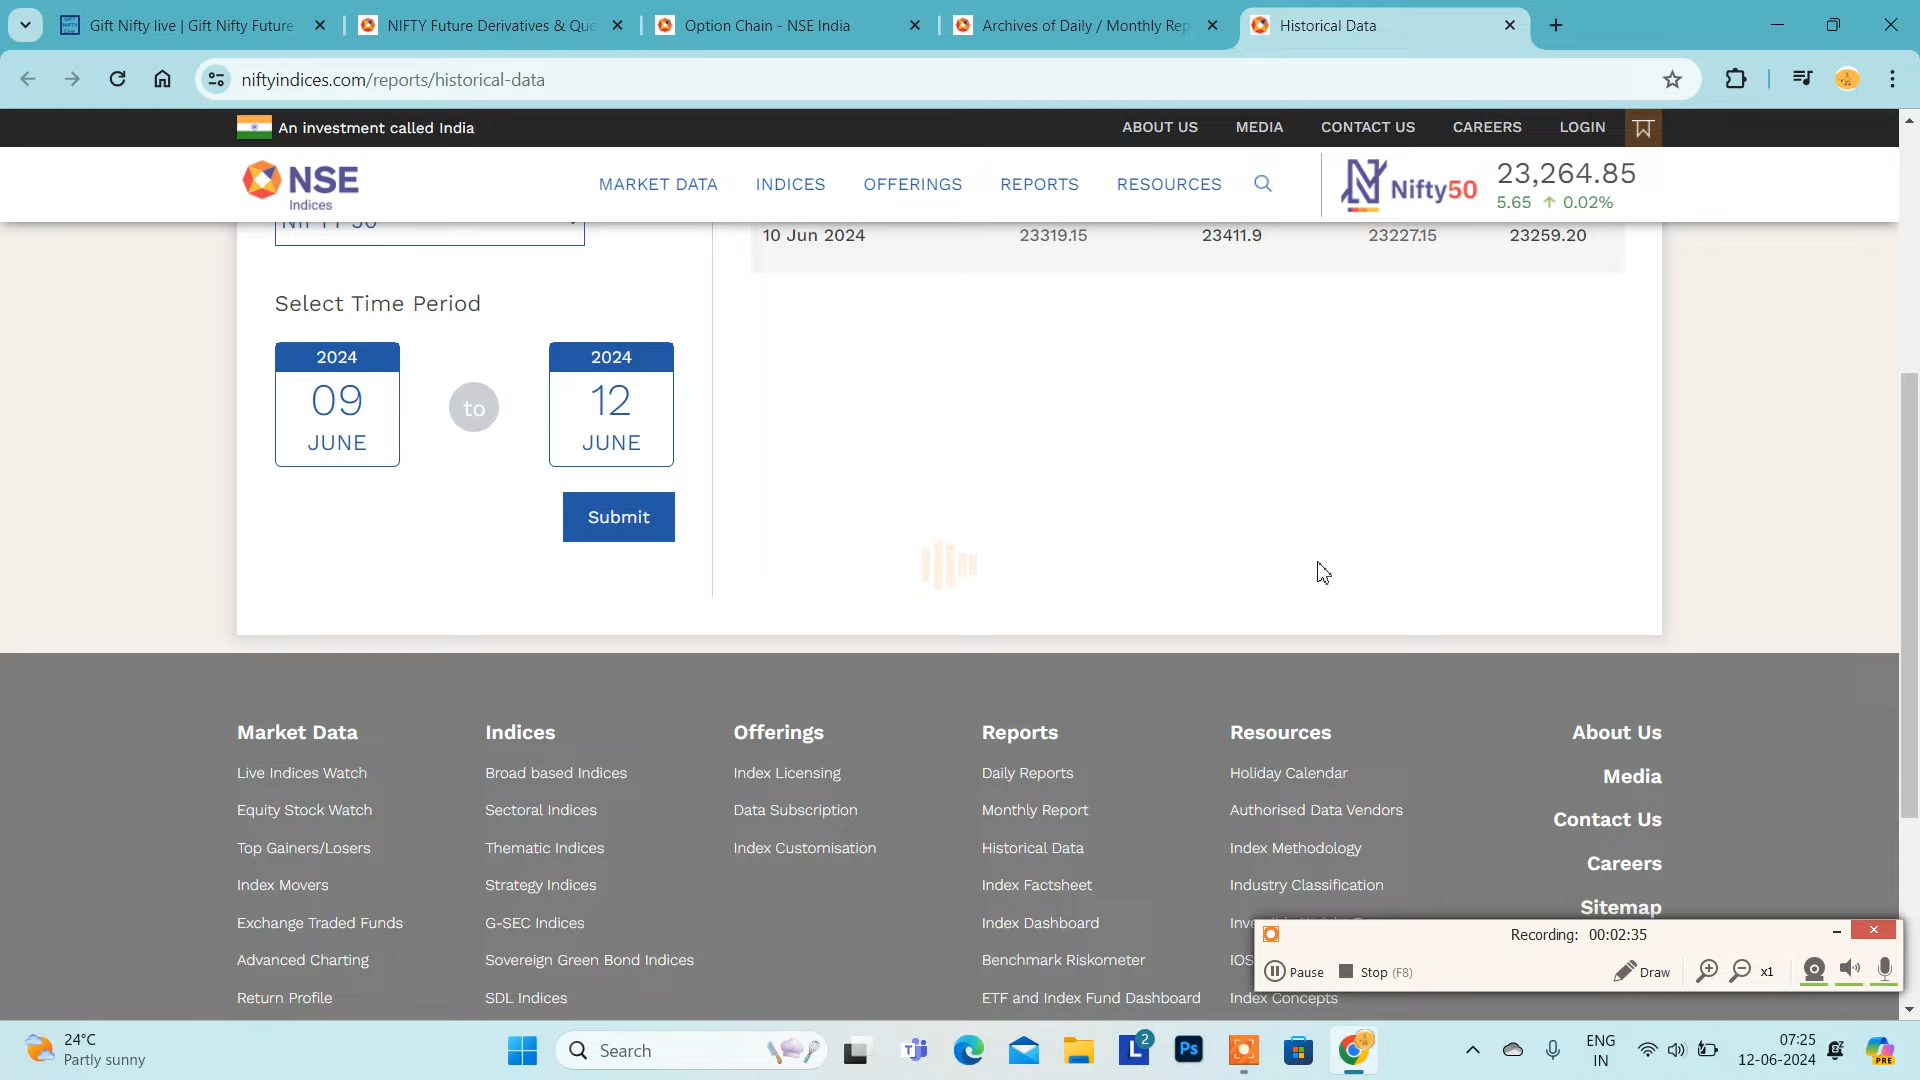 Gift Nifty live | Gift Nifty Future
NIFTY Future Derivatives & Quo
Option Chain - NSE India
Archives of Daily / Monthly Rep
Historical Data
niftyindices.com/reports/historical-data
An investment called India
ABOUT US
MEDIA
CONTACT US
CAREERS
LOGIN
NSE
Indices
MARKET DATA
INDICES
OFFERINGS
REPORTS
RESOURCES
Nifty50
23,264.85
5.65 ↑ 0.02%
NIFTY 50
10 Jun 2024 23319.15 23411.9 23227.15 23259.20
Select Time Period
2024
09
JUNE
to
2024
12
JUNE
Submit
Market Data
Live Indices Watch
Equity Stock Watch
Top Gainers/Losers
Index Movers
Exchange Traded Funds
Advanced Charting
Return Profile
Indices
Broad based Indices
Sectoral Indices
Thematic Indices
Strategy Indices
G-SEC Indices
Sovereign Green Bond Indices
SDL Indices
Offerings
Index Licensing
Data Subscription
Index Customisation
Reports
Daily Reports
Monthly Report
Historical Data
Index Factsheet
Index Dashboard
Benchmark Riskometer
ETF and Index Fund Dashboard
Resources
Holiday Calendar
Authorised Data Vendors
Index Methodology
Industry Classification
Index Concepts
About Us
Media
Contact Us
Careers
Sitemap
Recording: 00:02:35
Pause
Stop (F8)
Draw
x1
24°C
Partly sunny
Search
2
Ps
ENG
IN
07:25
12-06-2024
PRE